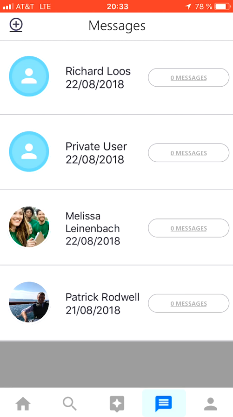 AT&T LTE 20:33 78 %
Messages
Richard Loos
22/08/2018
0 MESSAGES
Private User
22/08/2018
0 MESSAGES
Melissa
Leinenbach
22/08/2018
0 MESSAGES
Patrick Rodwell
21/08/2018
0 MESSAGES